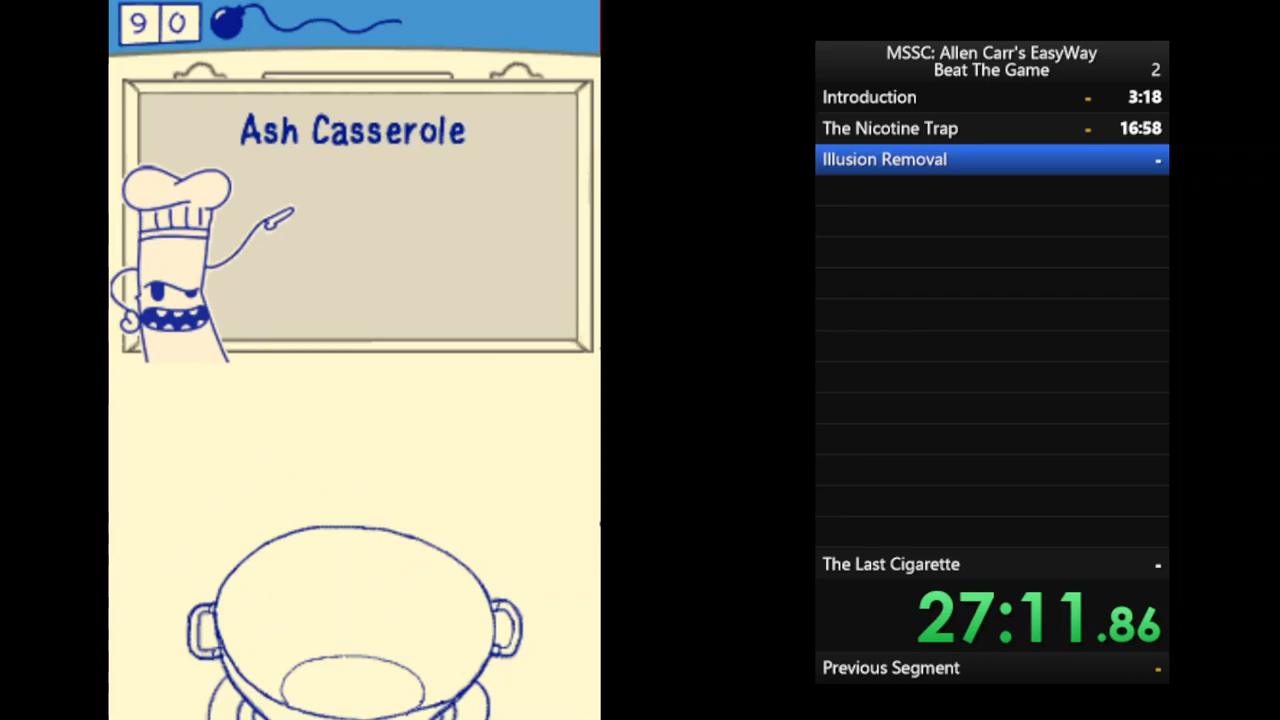 90
Ash Casserole
MSSC: Allen Carr's EasyWay
Beat The Game 2
Introduction - 3:18
The Nicotine Trap - 16:58
Illusion Removal -
The Last Cigarette -
27:11.86
Previous Segment -